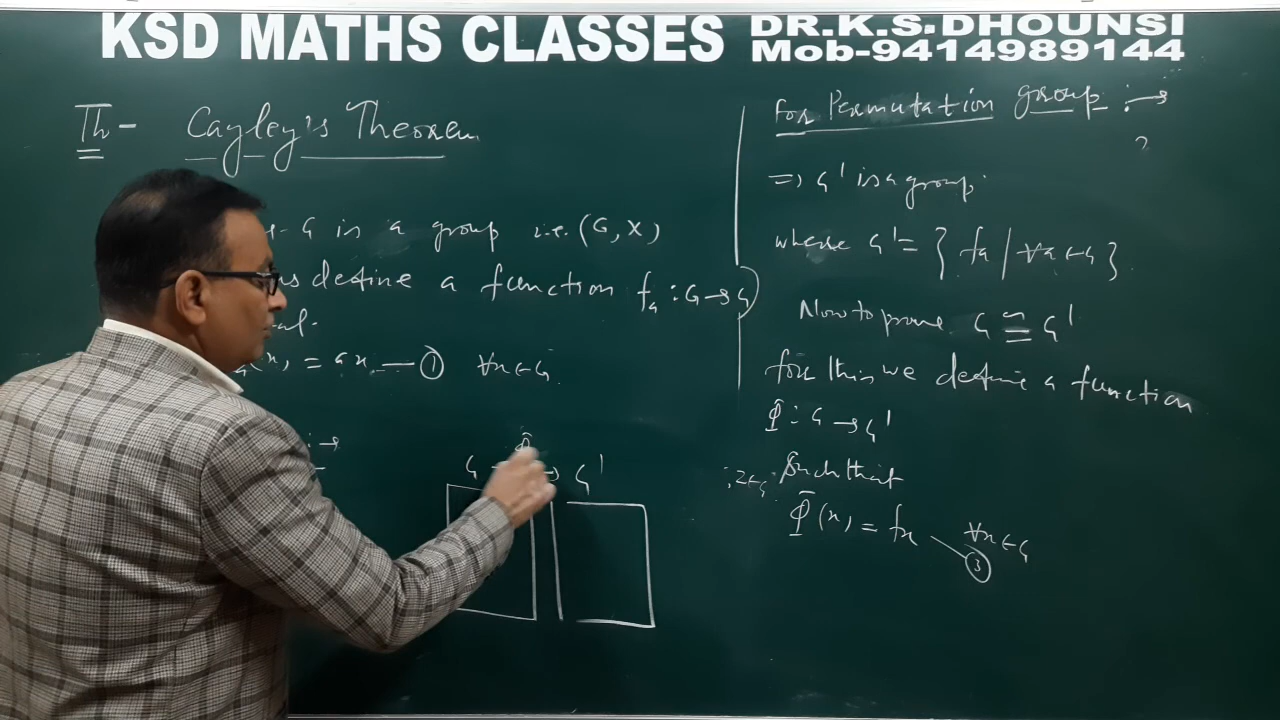 KSD MATHS CLASSES
DR.K.S.DHOUNSI
Mob-9414989144
Th- Cayley's Theorem
G is a group i.e. (G, X)
define a function fa : G → G
(x) = ax — ① ∀x∈G
G → G'
For Permutation group :→
?
=> G' is a group.
where G' = { fa | ∀a∈G }
Now to prove G ≅ G'
for this we define a function
Φ : G → G'
Such that
Φ(x) = fx ∀x∈G
③